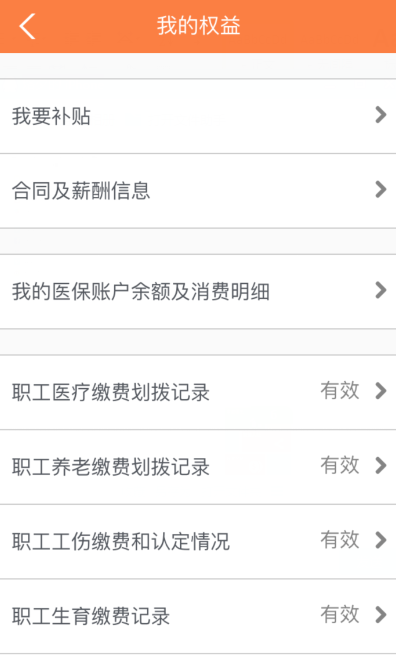 我的权益
我要补贴
合同及薪酬信息
我的医保账户余额及消费明细
职工医疗缴费划拨记录 有效
职工养老缴费划拨记录 有效
职工工伤缴费和认定情况 有效
职工生育缴费记录 有效